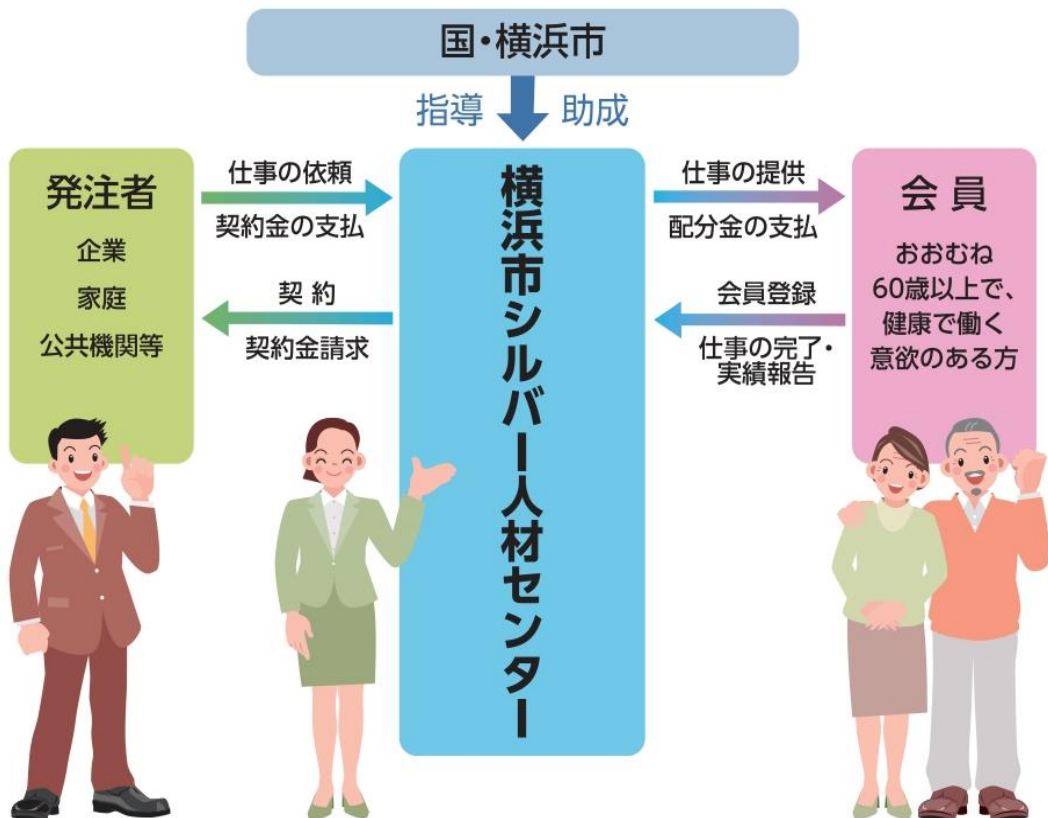 国・横浜市
指導 助成
発注者
企業
家庭
公共機関等
仕事の依頼
契約金の支払
契約
契約金請求
横浜市シルバー人材センター
仕事の提供
配分金の支払
会員登録
仕事の完了・
実績報告
会員
おおむね
60歳以上で、
健康で働く
意欲のある方